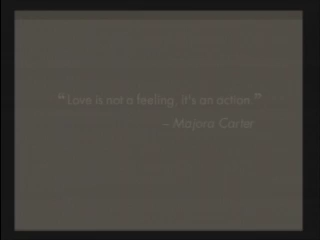 “Love is not a feeling, it's an action.”
– Majora Carter